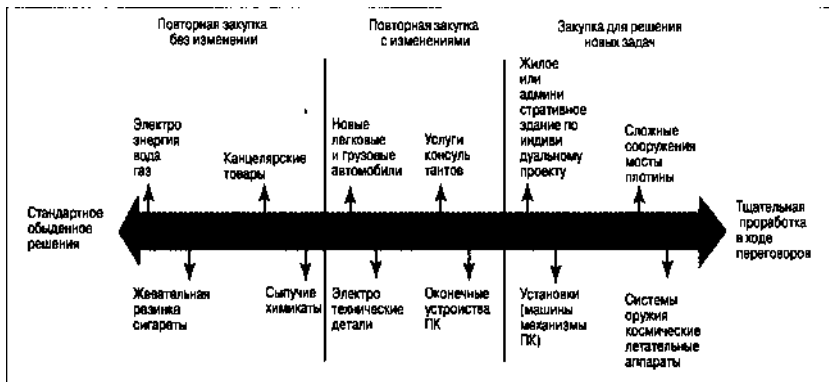 Повторная закупка
без изменении
Повторная закупка
с изменениями
Закупка для решения
новых задач
Электро
энергия
вода
газ
Канцелярские
товары
Новые
легковые
и грузовые
автомобили
Услуги
консуль
тантов
Жилое
или
админи
стративное
здание по
индиви
дуальному
проекту
Сложные
сооружения
мосты
плотины
Стандартное
обыденное
решения
Тщательная
проработка
в ходе
переговоров
Жевательная
резинка
сигареты
Сыпучие
химикаты
Электро
технические
детали
Оконечные
устройства
ПК
Установки
(машины
механизмы
ПК)
Системы
оружия
космические
летательные
аппараты